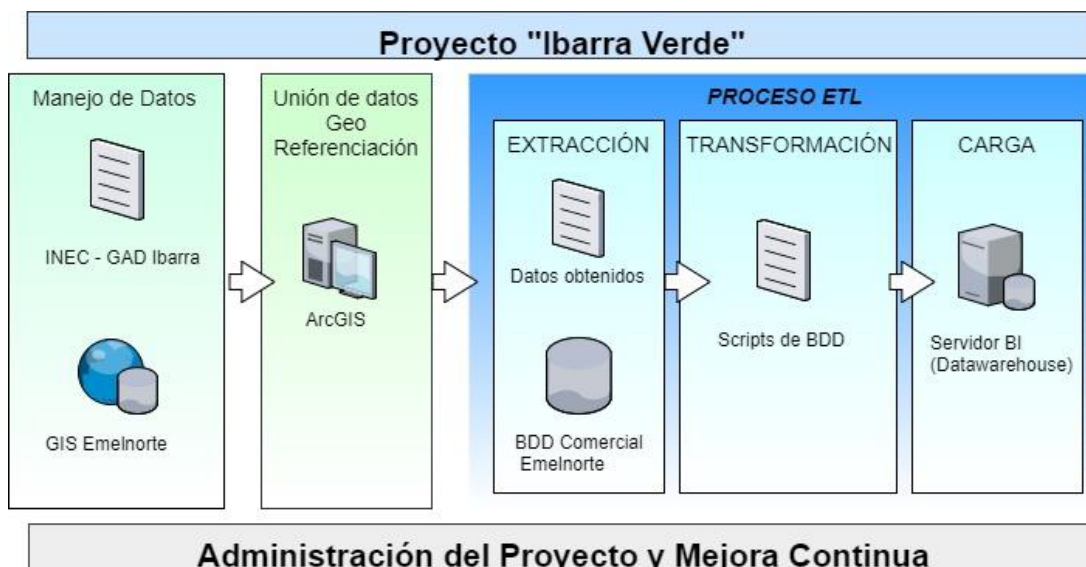 Proyecto "Ibarra Verde"
Manejo de Datos
INEC - GAD Ibarra
GIS Emelnorte
Unión de datos
Geo
Referenciación
ArcGIS
PROCESO ETL
EXTRACCIÓN
Datos obtenidos
BDD Comercial
Emelnorte
TRANSFORMACIÓN
Scripts de BDD
CARGA
Servidor BI
(Datawarehouse)
Administración del Proyecto y Mejora Continua